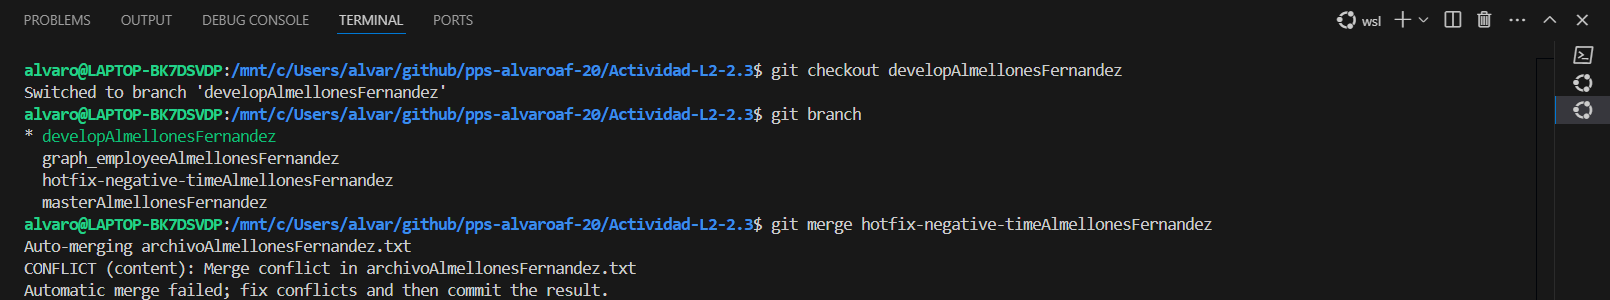 PROBLEMS OUTPUT DEBUG CONSOLE TERMINAL PORTS wsl
alvaro@LAPTOP-BK7DSVDP:/mnt/c/Users/alvar/github/pps-alvaroaf-20/Actividad-L2-2.3$ git checkout developAlmellonesFernandez
Switched to branch 'developAlmellonesFernandez'
alvaro@LAPTOP-BK7DSVDP:/mnt/c/Users/alvar/github/pps-alvaroaf-20/Actividad-L2-2.3$ git branch
* developAlmellonesFernandez
graph_employeeAlmellonesFernandez
hotfix-negative-timeAlmellonesFernandez
masterAlmellonesFernandez
alvaro@LAPTOP-BK7DSVDP:/mnt/c/Users/alvar/github/pps-alvaroaf-20/Actividad-L2-2.3$ git merge hotfix-negative-timeAlmellonesFernandez
Auto-merging archivoAlmellonesFernandez.txt
CONFLICT (content): Merge conflict in archivoAlmellonesFernandez.txt
Automatic merge failed; fix conflicts and then commit the result.